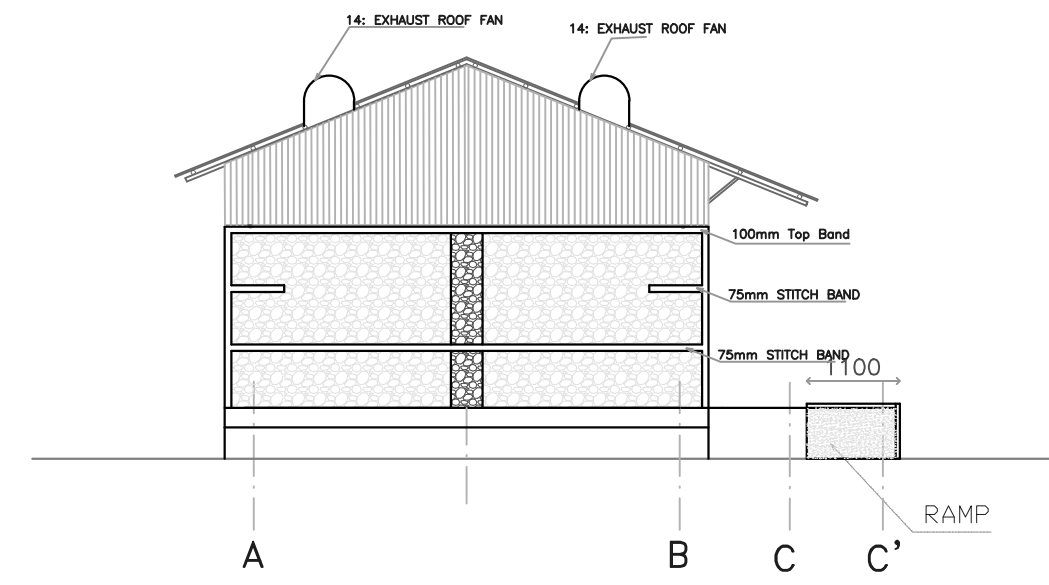 14: EXHAUST ROOF FAN
14: EXHAUST ROOF FAN
100mm Top Band
75mm STITCH BAND
75mm STITCH BAND
1100
RAMP
A
B
C
C'